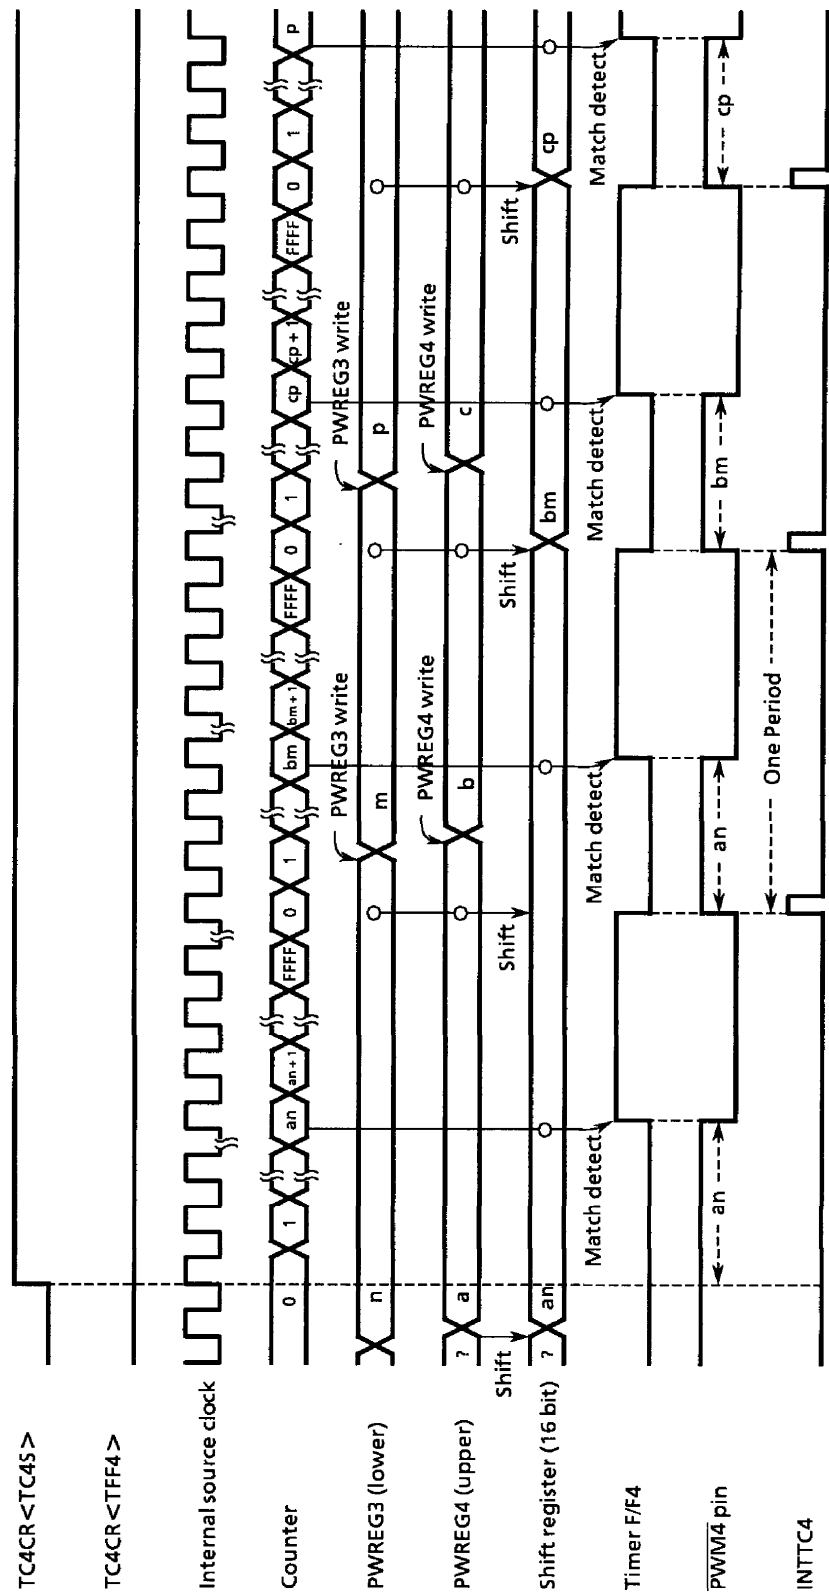 TC4CR<TC4S>
TC4CR<TFF4>
Internal source clock
Counter 0 1 an an + 1 FFFF 0 1 bm bm + 1 FFFF 0 1 cp cp + 1 FFFF 0 1 p
PWREG3 write PWREG3 write
PWREG3 (lower) n m p
PWREG4 write PWREG4 write
PWREG4 (upper) ? a b c
Shift Shift Shift Shift
Shift register (16 bit) ? an bm cp
Match detect Match detect Match detect Match detect
Timer F/F4
PWM4 pin an an bm cp
One Period
INTTC4